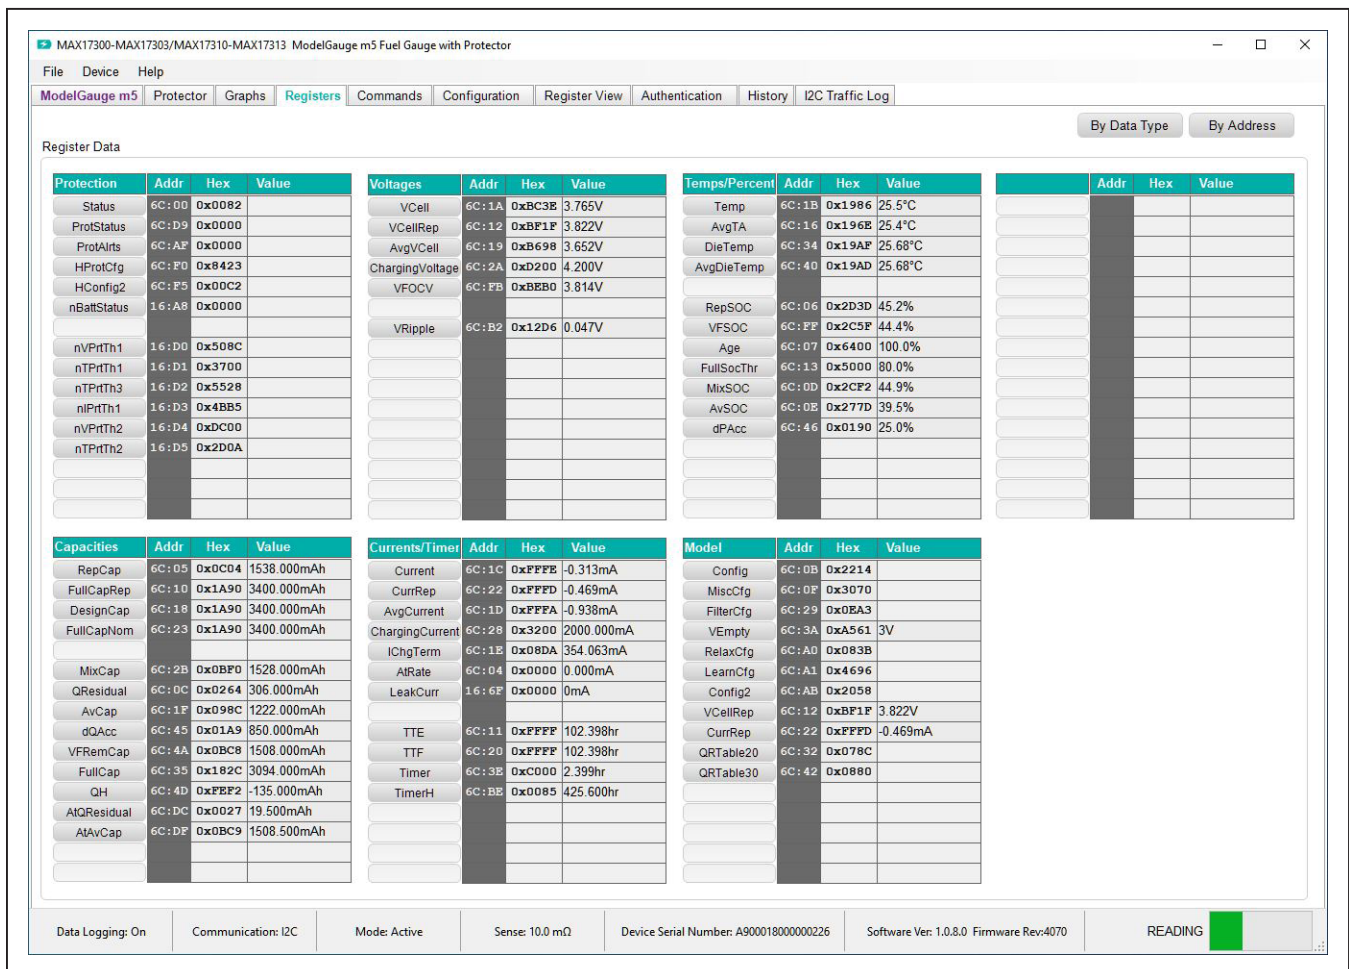 MAX17300-MAX17303/MAX17310-MAX17313 ModelGauge m5 Fuel Gauge with Protector
File Device Help
ModelGauge m5 Protector Graphs Registers Commands Configuration Register View Authentication History I2C Traffic Log
By Data Type By Address
Register Data
Protection Addr Hex Value
Status 6C:00 0x0082
ProtStatus 6C:D9 0x0000
ProtAlrts 6C:AF 0x0000
HProtCfg 6C:F0 0x8423
HConfig2 6C:F5 0x00C2
nBattStatus 16:A8 0x0000
nVPrtTh1 16:D0 0x508C
nTPrtTh1 16:D1 0x3700
nTPrtTh3 16:D2 0x5528
nIPrtTh1 16:D3 0x4BB5
nVPrtTh2 16:D4 0xDC00
nTPrtTh2 16:D5 0x2D0A
Voltages Addr Hex Value
VCell 6C:1A 0xBC3E 3.765V
VCellRep 6C:12 0xBF1F 3.822V
AvgVCell 6C:19 0xB698 3.652V
ChargingVoltage 6C:2A 0xD200 4.200V
VFOCV 6C:FB 0xBEB0 3.814V
VRipple 6C:B2 0x12D6 0.047V
Temps/Percent Addr Hex Value
Temp 6C:1B 0x1986 25.5°C
AvgTA 6C:16 0x196E 25.4°C
DieTemp 6C:34 0x19AF 25.68°C
AvgDieTemp 6C:40 0x19AD 25.68°C
RepSOC 6C:06 0x2D3D 45.2%
VFSOC 6C:FF 0x2C5F 44.4%
Age 6C:07 0x6400 100.0%
FullSocThr 6C:13 0x5000 80.0%
MixSOC 6C:0D 0x2CF2 44.9%
AvSOC 6C:0E 0x277D 39.5%
dPAcc 6C:46 0x0190 25.0%
Addr Hex Value
Capacities Addr Hex Value
RepCap 6C:05 0x0C04 1538.000mAh
FullCapRep 6C:10 0x1A90 3400.000mAh
DesignCap 6C:18 0x1A90 3400.000mAh
FullCapNom 6C:23 0x1A90 3400.000mAh
MixCap 6C:2B 0x0BF0 1528.000mAh
QResidual 6C:0C 0x0264 306.000mAh
AvCap 6C:1F 0x098C 1222.000mAh
dQAcc 6C:45 0x01A9 850.000mAh
VFRemCap 6C:4A 0x0BC8 1508.000mAh
FullCap 6C:35 0x182C 3094.000mAh
QH 6C:4D 0xFEF2 -135.000mAh
AtQResidual 6C:DC 0x0027 19.500mAh
AtAvCap 6C:DF 0x0BC9 1508.500mAh
Currents/Timer Addr Hex Value
Current 6C:1C 0xFFFE -0.313mA
CurrRep 6C:22 0xFFFD -0.469mA
AvgCurrent 6C:1D 0xFFFA -0.938mA
ChargingCurrent 6C:28 0x3200 2000.000mA
IChgTerm 6C:1E 0x08DA 354.063mA
AtRate 6C:04 0x0000 0.000mA
LeakCurr 16:6F 0x0000 0mA
TTE 6C:11 0xFFFF 102.398hr
TTF 6C:20 0xFFFF 102.398hr
Timer 6C:3E 0xC000 2.399hr
TimerH 6C:BE 0x0085 425.600hr
Model Addr Hex Value
Config 6C:0B 0x2214
MiscCfg 6C:0F 0x3070
FilterCfg 6C:29 0x0EA3
VEmpty 6C:3A 0xA561 3V
RelaxCfg 6C:A0 0x083B
LearnCfg 6C:A1 0x4696
Config2 6C:AB 0x2058
VCellRep 6C:12 0xBF1F 3.822V
CurrRep 6C:22 0xFFFD -0.469mA
QRTable20 6C:32 0x078C
QRTable30 6C:42 0x0880
Data Logging: On Communication: I2C Mode: Active Sense: 10.0 mΩ Device Serial Number: A900018000000226 Software Ver: 1.0.8.0 Firmware Rev:4070 READING